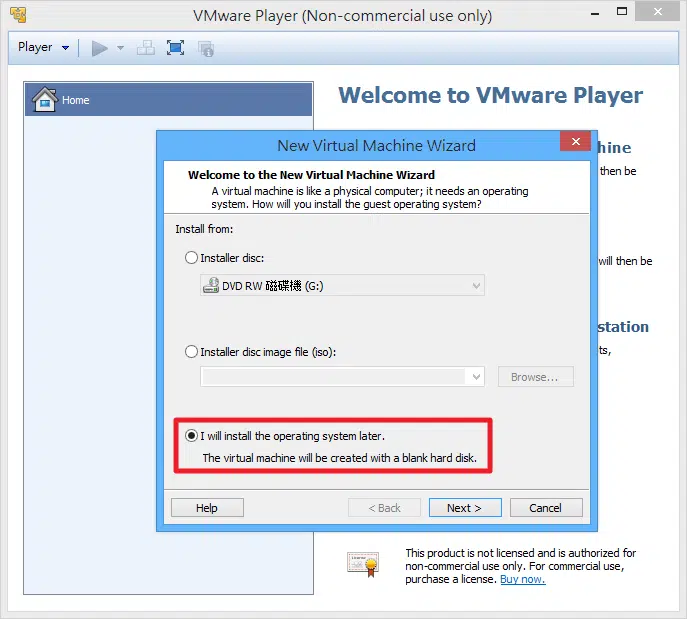 VMware Player (Non-commercial use only)
Player
Home
Welcome to VMware Player
hine
then be
will then be
station
ts,
New Virtual Machine Wizard
Welcome to the New Virtual Machine Wizard
A virtual machine is like a physical computer; it needs an operating
system. How will you install the guest operating system?
Install from:
Installer disc:
DVD RW 磁碟機 (G:)
Installer disc image file (iso):
Browse...
I will install the operating system later.
The virtual machine will be created with a blank hard disk.
Help
< Back
Next >
Cancel
This product is not licensed and is authorized for
non-commercial use only. For commercial use,
purchase a license. Buy now.